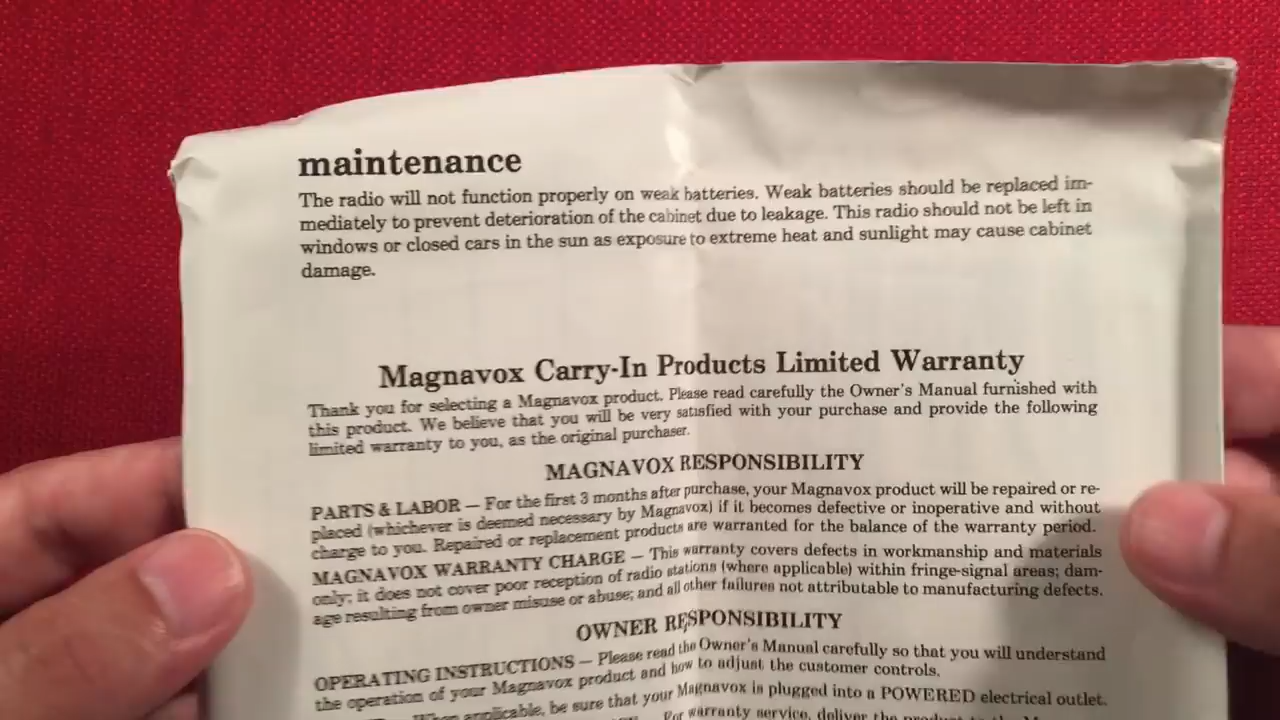 maintenance
The radio will not function properly on weak batteries. Weak batteries should be replaced im-
mediately to prevent deterioration of the cabinet due to leakage. This radio should not be left in
windows or closed cars in the sun as exposure to extreme heat and sunlight may cause cabinet
damage.
Magnavox Carry-In Products Limited Warranty
Thank you for selecting a Magnavox product. Please read carefully the Owner's Manual furnished with
this product. We believe that you will be very satisfied with your purchase and provide the following
limited warranty to you, as the original purchaser.
MAGNAVOX RESPONSIBILITY
PARTS & LABOR — For the first 3 months after purchase, your Magnavox product will be repaired or re-
placed (whichever is deemed necessary by Magnavox) if it becomes defective or inoperative and without
charge to you. Repaired or replacement products are warranted for the balance of the warranty period.
MAGNAVOX WARRANTY CHARGE — This warranty covers defects in workmanship and materials
only; it does not cover poor reception of radio stations (where applicable) within fringe-signal areas; dam-
age resulting from owner misuse or abuse; and all other failures not attributable to manufacturing defects.
OWNER RESPONSIBILITY
OPERATING INSTRUCTIONS — Please read the Owner's Manual carefully so that you will understand
the operation of your Magnavox product and how to adjust the customer controls.
When applicable, be sure that your Magnavox is plugged into a POWERED electrical outlet.
For warranty service, deliver the product to the